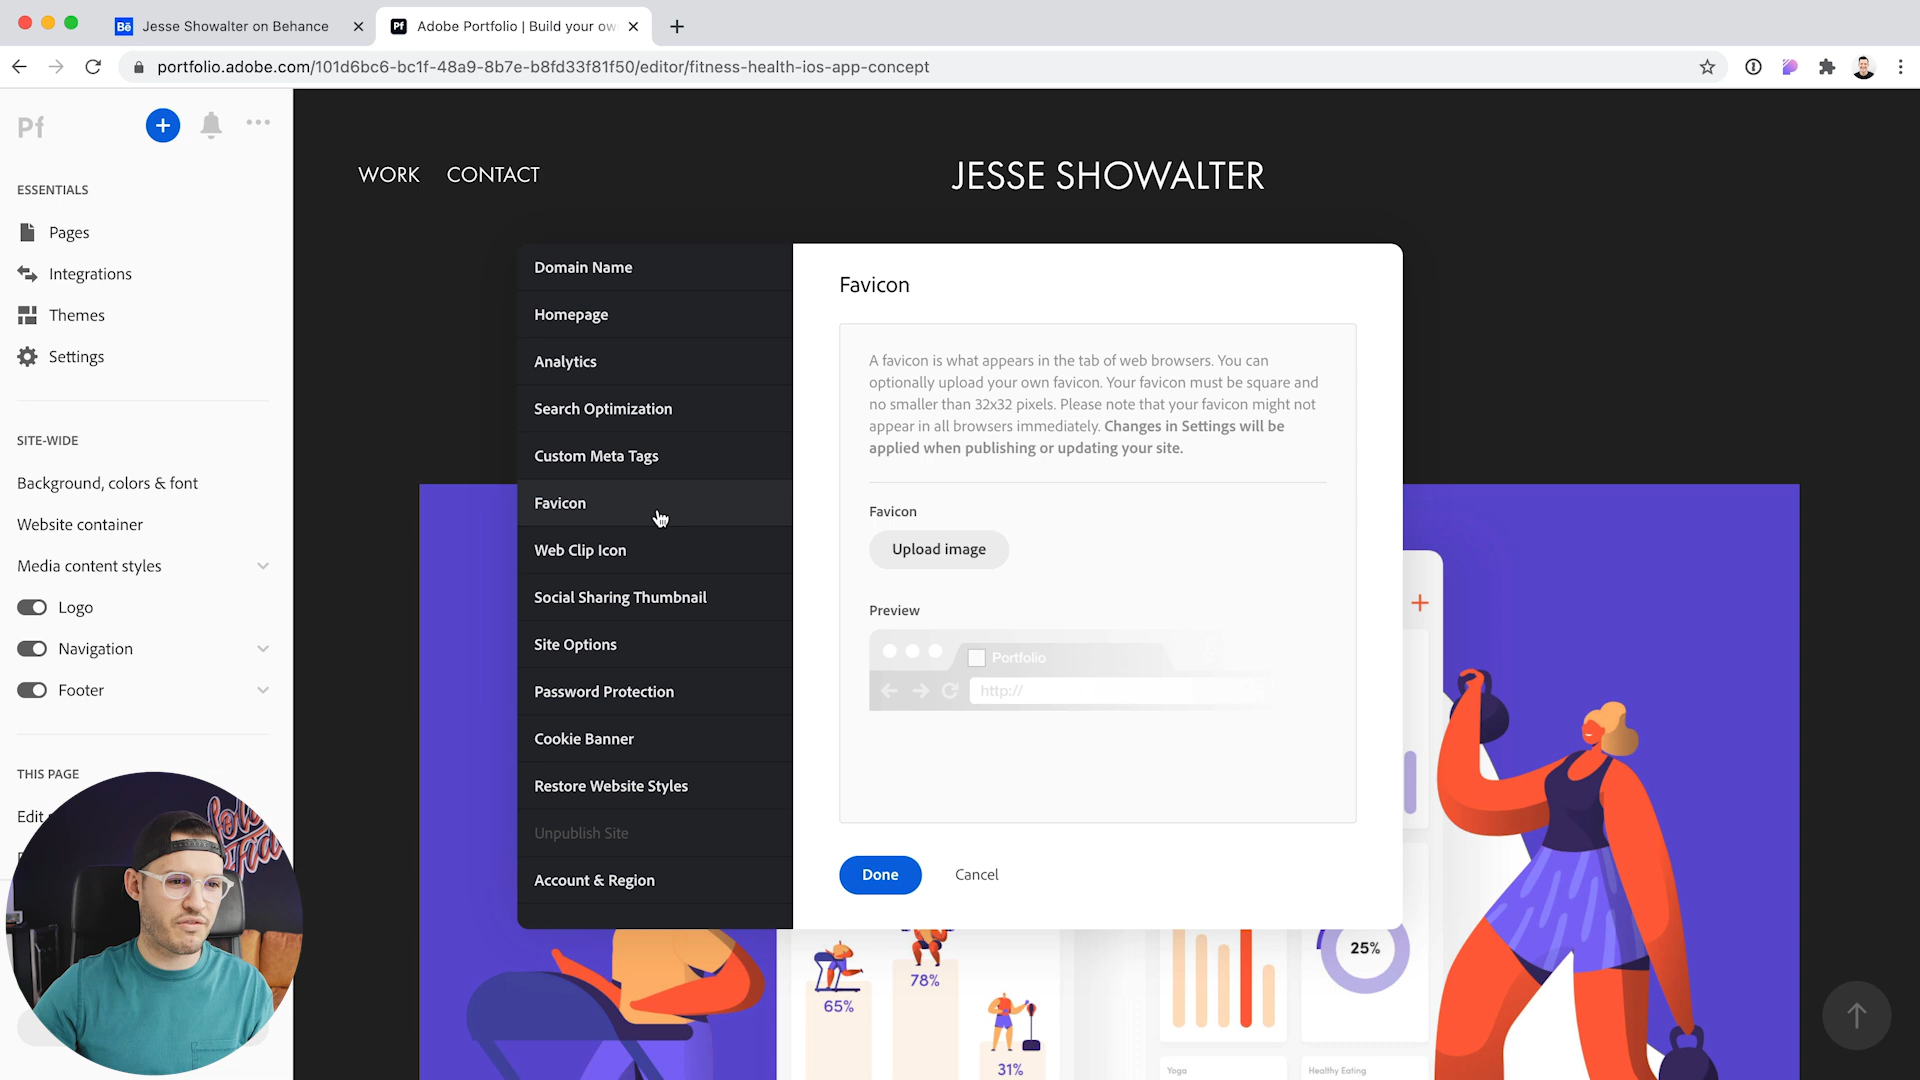 Bē Jesse Showalter on Behance
Pf Adobe Portfolio | Build your ow
portfolio.adobe.com/101d6bc6-bc1f-48a9-8b7e-b8fd33f81f50/editor/fitness-health-ios-app-concept
Pf
ESSENTIALS
Pages
Integrations
Themes
Settings
SITE-WIDE
Background, colors & font
Website container
Media content styles
Logo
Navigation
Footer
THIS PAGE
Edit
WORK CONTACT
JESSE SHOWALTER
Domain Name
Homepage
Analytics
Search Optimization
Custom Meta Tags
Favicon
Web Clip Icon
Social Sharing Thumbnail
Site Options
Password Protection
Cookie Banner
Restore Website Styles
Unpublish Site
Account & Region
Favicon
A favicon is what appears in the tab of web browsers. You can
optionally upload your own favicon. Your favicon must be square and
no smaller than 32x32 pixels. Please note that your favicon might not
appear in all browsers immediately. Changes in Settings will be
applied when publishing or updating your site.
Favicon
Upload image
Preview
Portfolio
http://
Done Cancel
65%
78%
31%
25%
Yoga
Healthy Eating